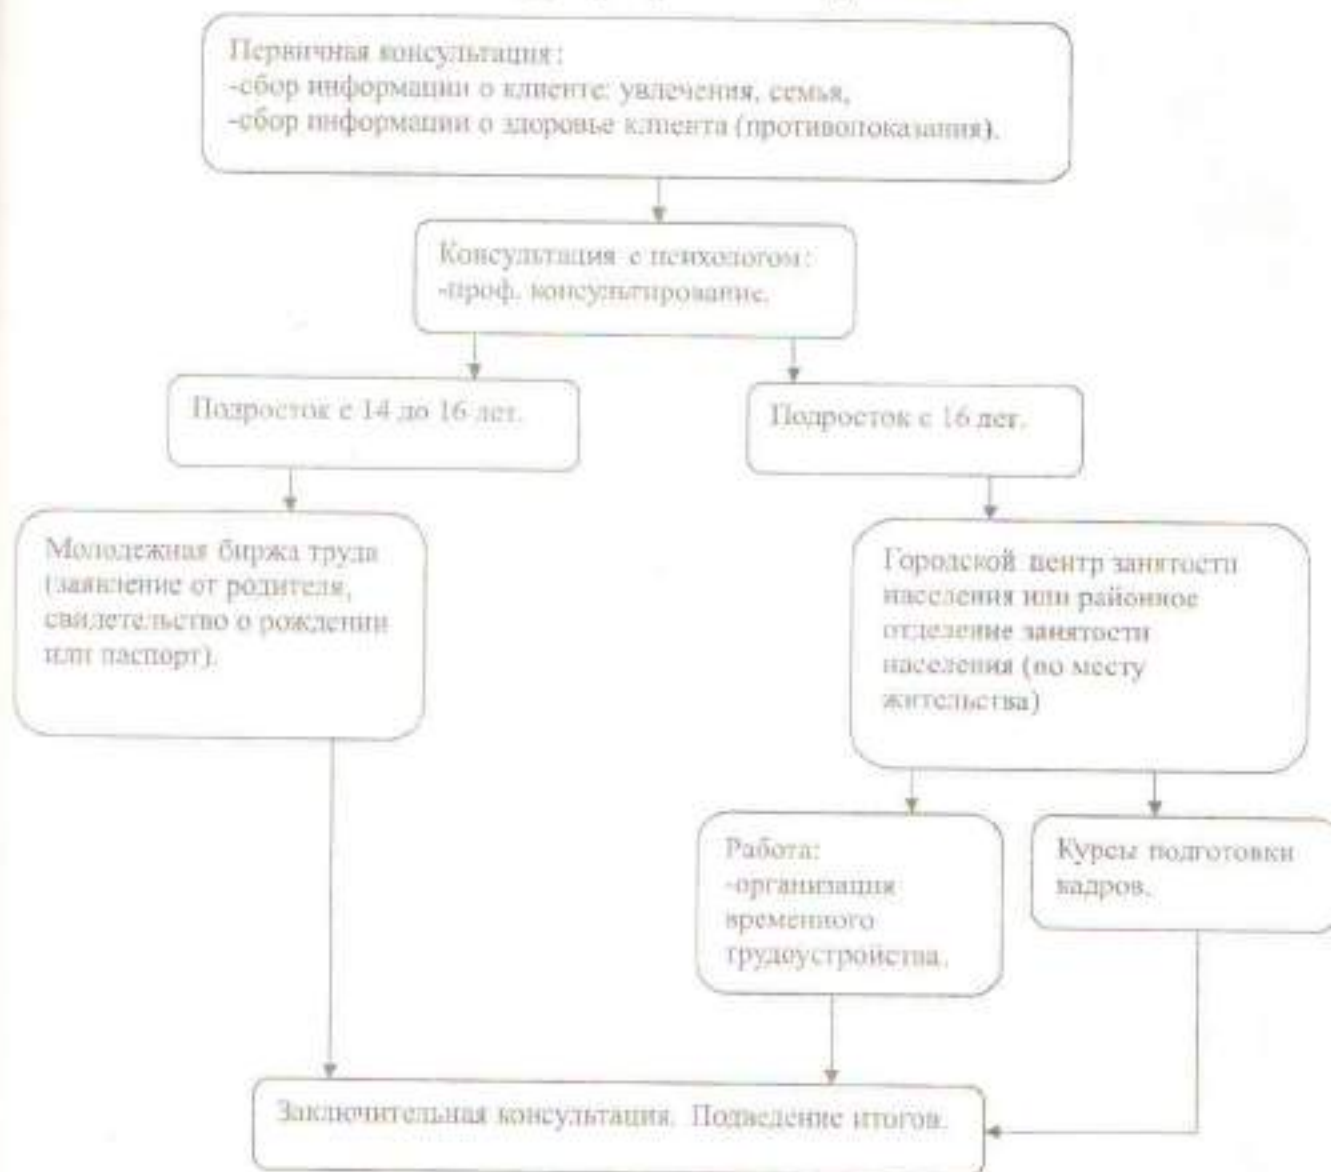 Первичная консультация:
-сбор информации о клиенте: увлечения, семья,
-сбор информации о здоровье клиента (противопоказания).
Консультация с психологом:
-проф. консультирование.
Подросток с 14 до 16 лет.
Подросток с 16 лет.
Молодежная биржа труда
(заявление от родителя,
свидетельство о рождении
или паспорт).
Городской центр занятости
населения или районное
отделение занятости
населения (по месту
жительства)
Работа:
-организация
временного
трудоустройства.
Курсы подготовки
кадров.
Заключительная консультация. Подведение итогов.